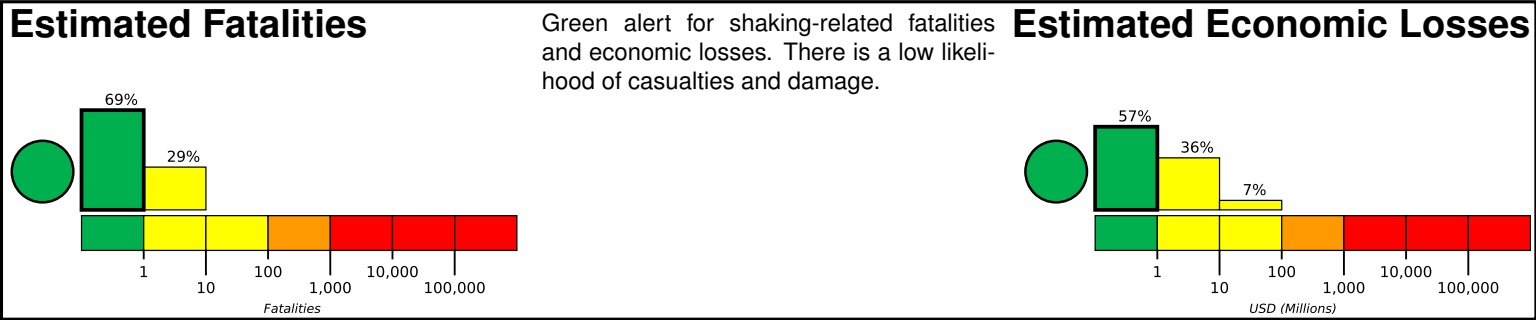 Estimated Fatalities
69%
29%
1
10
100
1,000
10,000
100,000
Fatalities
Green alert for shaking-related fatalities
and economic losses. There is a low likeli-
hood of casualties and damage.
Estimated Economic Losses
57%
36%
7%
1
10
100
1,000
10,000
100,000
USD (Millions)